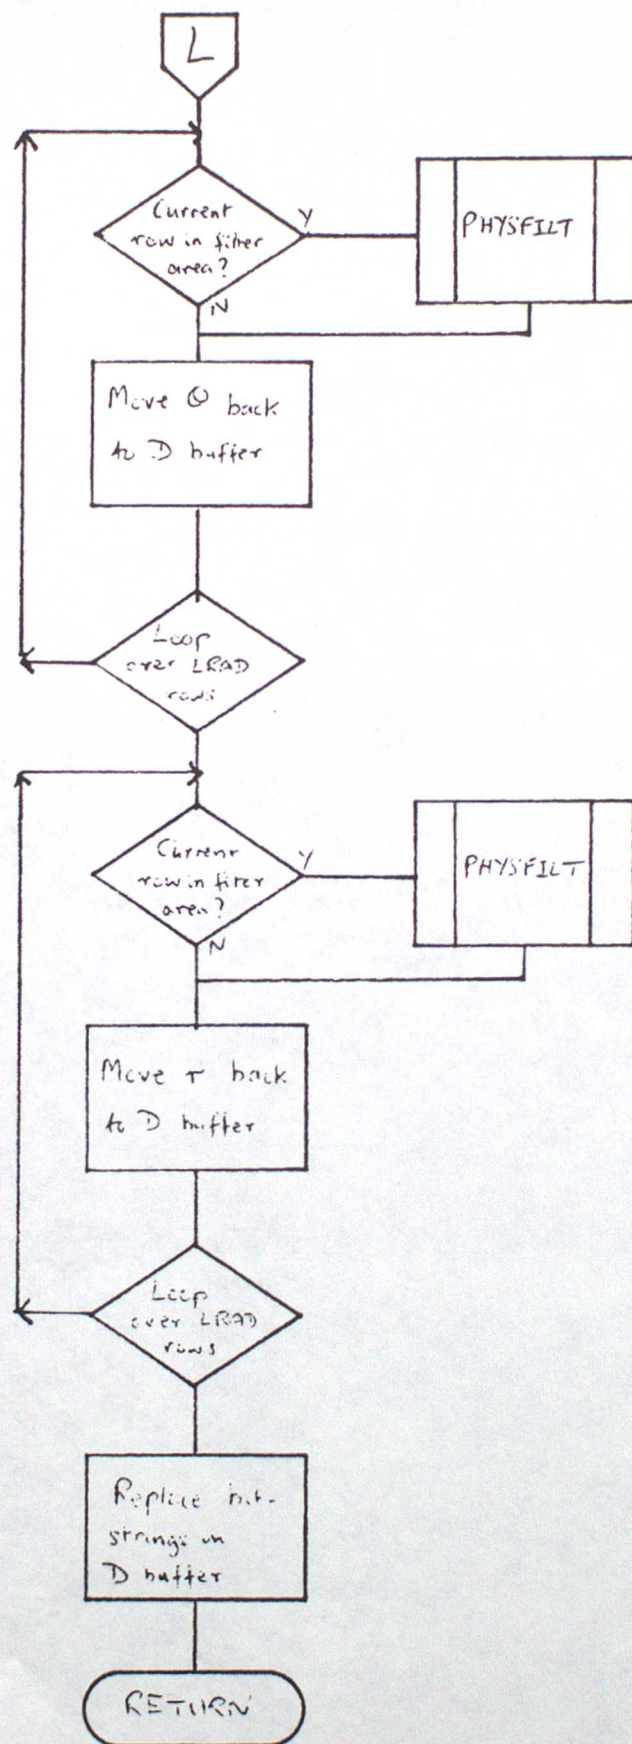 L
Current
row in filter
area?
Y
PHYSFILT
N
Move Q back
to D buffer
Loop
over LRAD
rows
Current
row in filter
area?
Y
PHYSFILT
N
Move r back
to D buffer
Loop
over LRAD
rows
Replace bit-
strings in
D buffer
RETURN